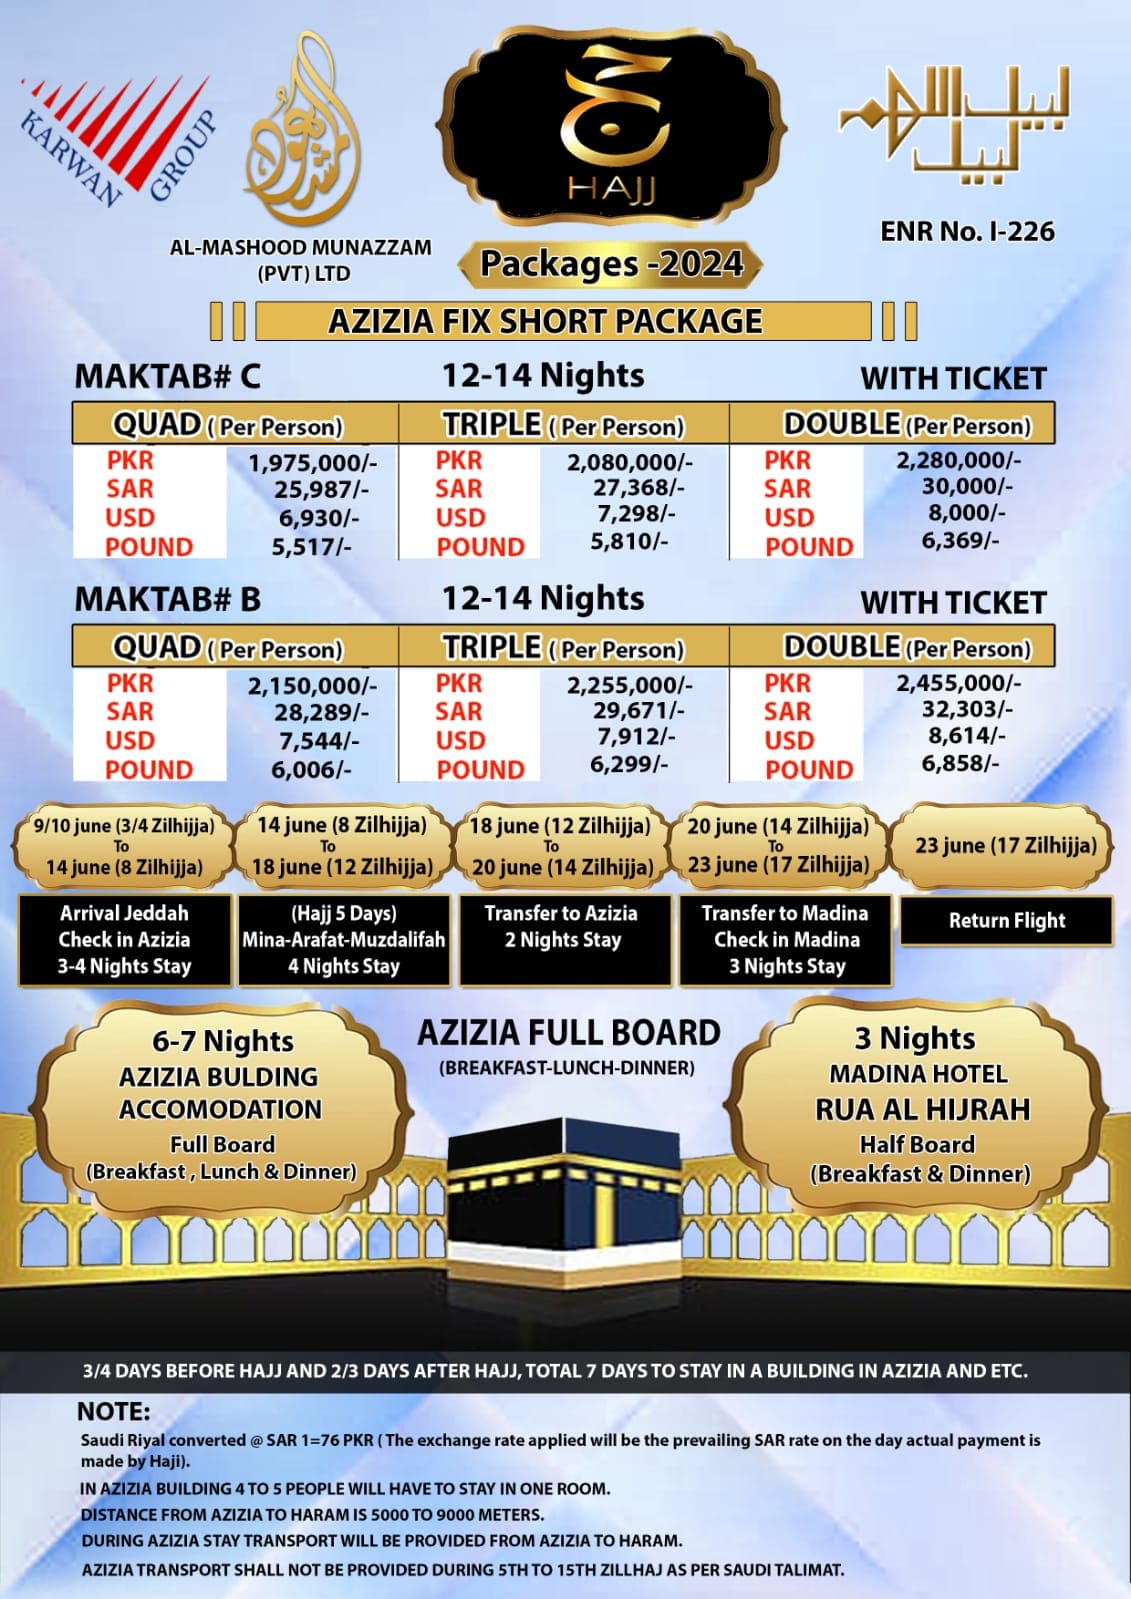 KARWAN GROUP
المشهود
AL-MASHOOD MUNAZZAM
(PVT) LTD
حج
HAJJ
لبيك اللهم
لبيك
ENR No. I-226
Packages -2024
AZIZIA FIX SHORT PACKAGE
MAKTAB# C 12-14 Nights WITH TICKET
QUAD ( Per Person) TRIPLE ( Per Person) DOUBLE (Per Person)
PKR 1,975,000/- PKR 2,080,000/- PKR 2,280,000/-
SAR 25,987/- SAR 27,368/- SAR 30,000/-
USD 6,930/- USD 7,298/- USD 8,000/-
POUND 5,517/- POUND 5,810/- POUND 6,369/-
MAKTAB# B 12-14 Nights WITH TICKET
QUAD ( Per Person) TRIPLE ( Per Person) DOUBLE (Per Person)
PKR 2,150,000/- PKR 2,255,000/- PKR 2,455,000/-
SAR 28,289/- SAR 29,671/- SAR 32,303/-
USD 7,544/- USD 7,912/- USD 8,614/-
POUND 6,006/- POUND 6,299/- POUND 6,858/-
9/10 june (3/4 Zilhijja)
To
14 june (8 Zilhijja)
Arrival Jeddah
Check in Azizia
3-4 Nights Stay
14 june (8 Zilhijja)
To
18 june (12 Zilhijja)
(Hajj 5 Days)
Mina-Arafat-Muzdalifah
4 Nights Stay
18 june (12 Zilhijja)
To
20 june (14 Zilhijja)
Transfer to Azizia
2 Nights Stay
20 june (14 Zilhijja)
To
23 june (17 Zilhijja)
Transfer to Madina
Check in Madina
3 Nights Stay
23 june (17 Zilhijja)
Return Flight
6-7 Nights
AZIZIA BULDING
ACCOMODATION
Full Board
(Breakfast , Lunch & Dinner)
AZIZIA FULL BOARD
(BREAKFAST-LUNCH-DINNER)
3 Nights
MADINA HOTEL
RUA AL HIJRAH
Half Board
(Breakfast & Dinner)
3/4 DAYS BEFORE HAJJ AND 2/3 DAYS AFTER HAJJ, TOTAL 7 DAYS TO STAY IN A BUILDING IN AZIZIA AND ETC.
NOTE:
Saudi Riyal converted @ SAR 1=76 PKR ( The exchange rate applied will be the prevailing SAR rate on the day actual payment is
made by Haji).
IN AZIZIA BUILDING 4 TO 5 PEOPLE WILL HAVE TO STAY IN ONE ROOM.
DISTANCE FROM AZIZIA TO HARAM IS 5000 TO 9000 METERS.
DURING AZIZIA STAY TRANSPORT WILL BE PROVIDED FROM AZIZIA TO HARAM.
AZIZIA TRANSPORT SHALL NOT BE PROVIDED DURING 5TH TO 15TH ZILLHAJ AS PER SAUDI TALIMAT.